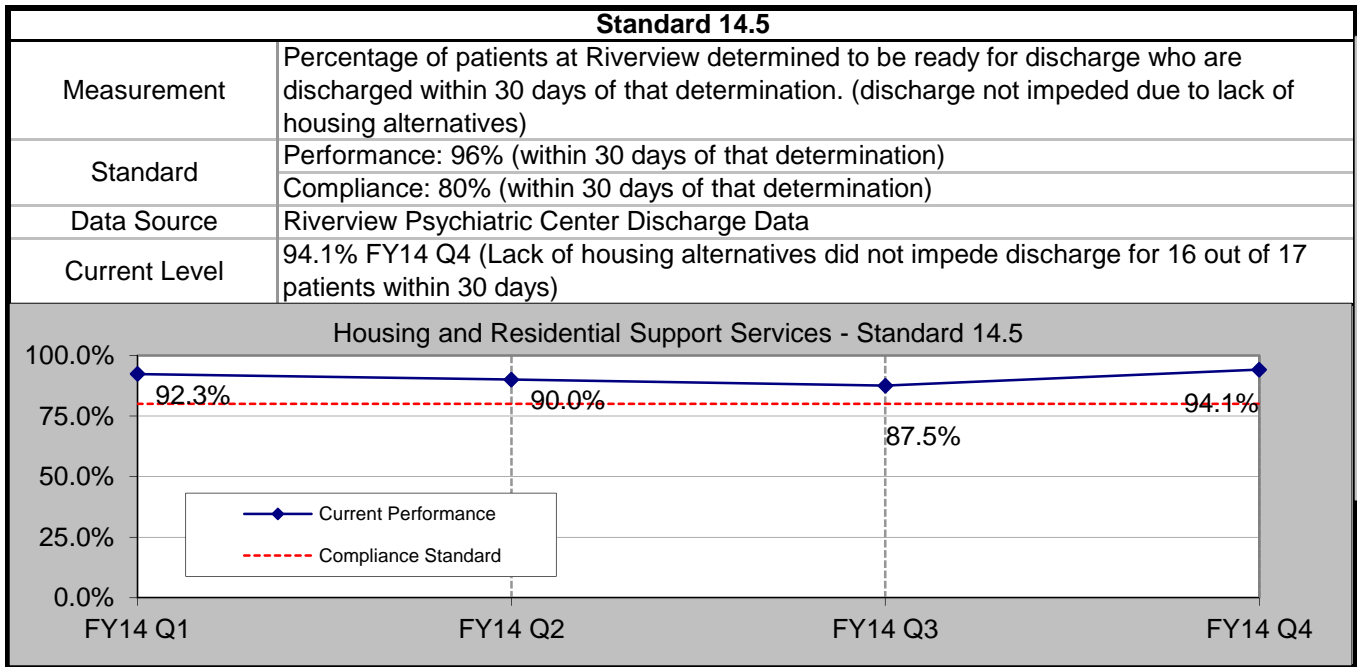 Standard 14.5
Measurement
Percentage of patients at Riverview determined to be ready for discharge who are
discharged within 30 days of that determination. (discharge not impeded due to lack of
housing alternatives)
Standard
Performance: 96% (within 30 days of that determination)
Compliance: 80% (within 30 days of that determination)
Data Source
Riverview Psychiatric Center Discharge Data
Current Level
94.1% FY14 Q4 (Lack of housing alternatives did not impede discharge for 16 out of 17
patients within 30 days)
Housing and Residential Support Services - Standard 14.5
100.0%
75.0%
50.0%
25.0%
0.0%
92.3%
90.0%
87.5%
94.1%
Current Performance
Compliance Standard
FY14 Q1
FY14 Q2
FY14 Q3
FY14 Q4